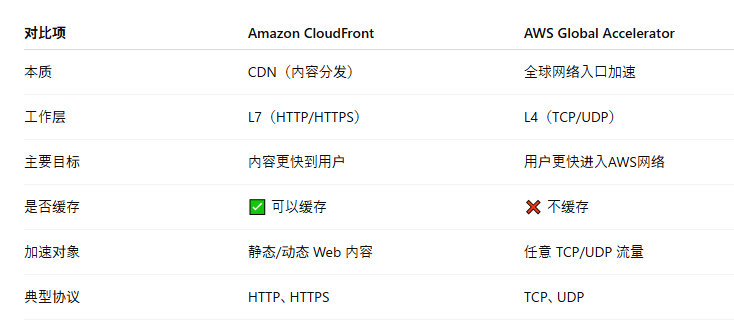 对比项 Amazon CloudFront AWS Global Accelerator
本质 CDN（内容分发） 全球网络入口加速
工作层 L7（HTTP/HTTPS） L4（TCP/UDP）
主要目标 内容更快到用户 用户更快进入AWS网络
是否缓存 ✅ 可以缓存 ❌ 不缓存
加速对象 静态/动态 Web 内容 任意 TCP/UDP 流量
典型协议 HTTP、HTTPS TCP、UDP